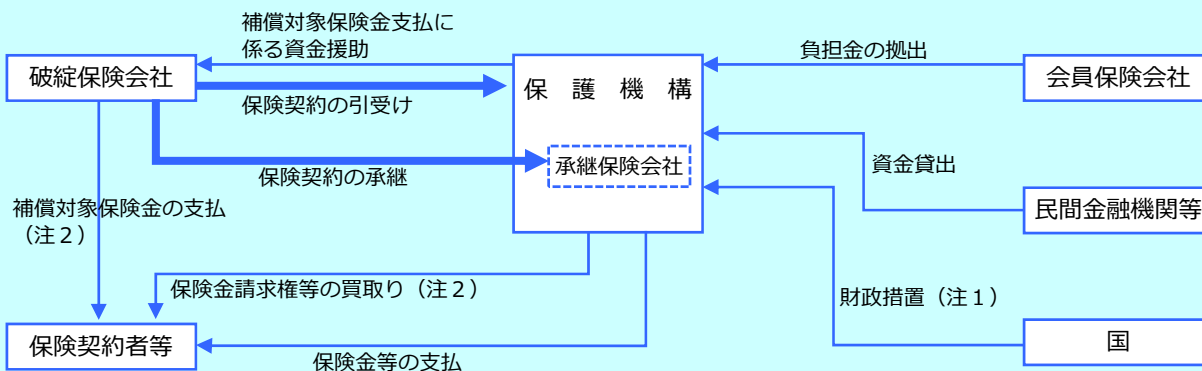 補償対象保険金支払に
係る資金援助
負担金の拠出
破綻保険会社
保護機構
会員保険会社
保険契約の引受け
承継保険会社
資金貸出
保険契約の承継
補償対象保険金の支払
（注２）
民間金融機関等
保険金請求権等の買取り（注２）
財政措置（注１）
保険契約者等
国
保険金等の支払